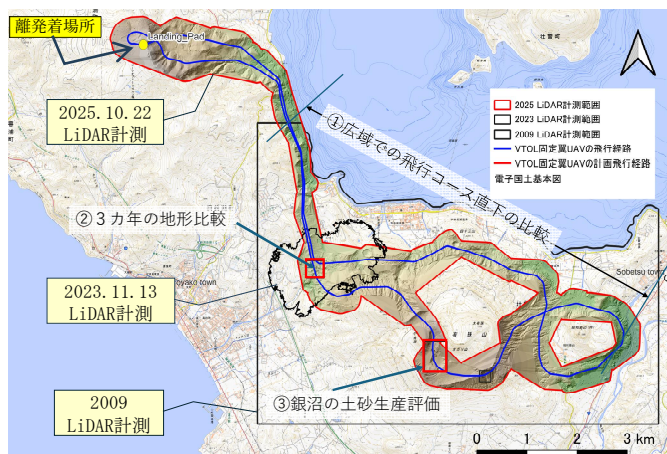 離発着場所
Landing_Pad
2025.10.22
LiDAR計測
①広域での飛行コース直下の比較
②3カ年の地形比較
2023.11.13
LiDAR計測
2009
LiDAR計測
③銀沼の土砂生産評価
2025 LiDAR計測範囲
2023 LiDAR計測範囲
2009 LiDAR計測範囲
VTOL固定翼UAVの飛行経路
VTOL固定翼UAVの計画飛行経路
電子国土基本図
oyako town
Sobetsu town
有珠山
0 1 2 3 km